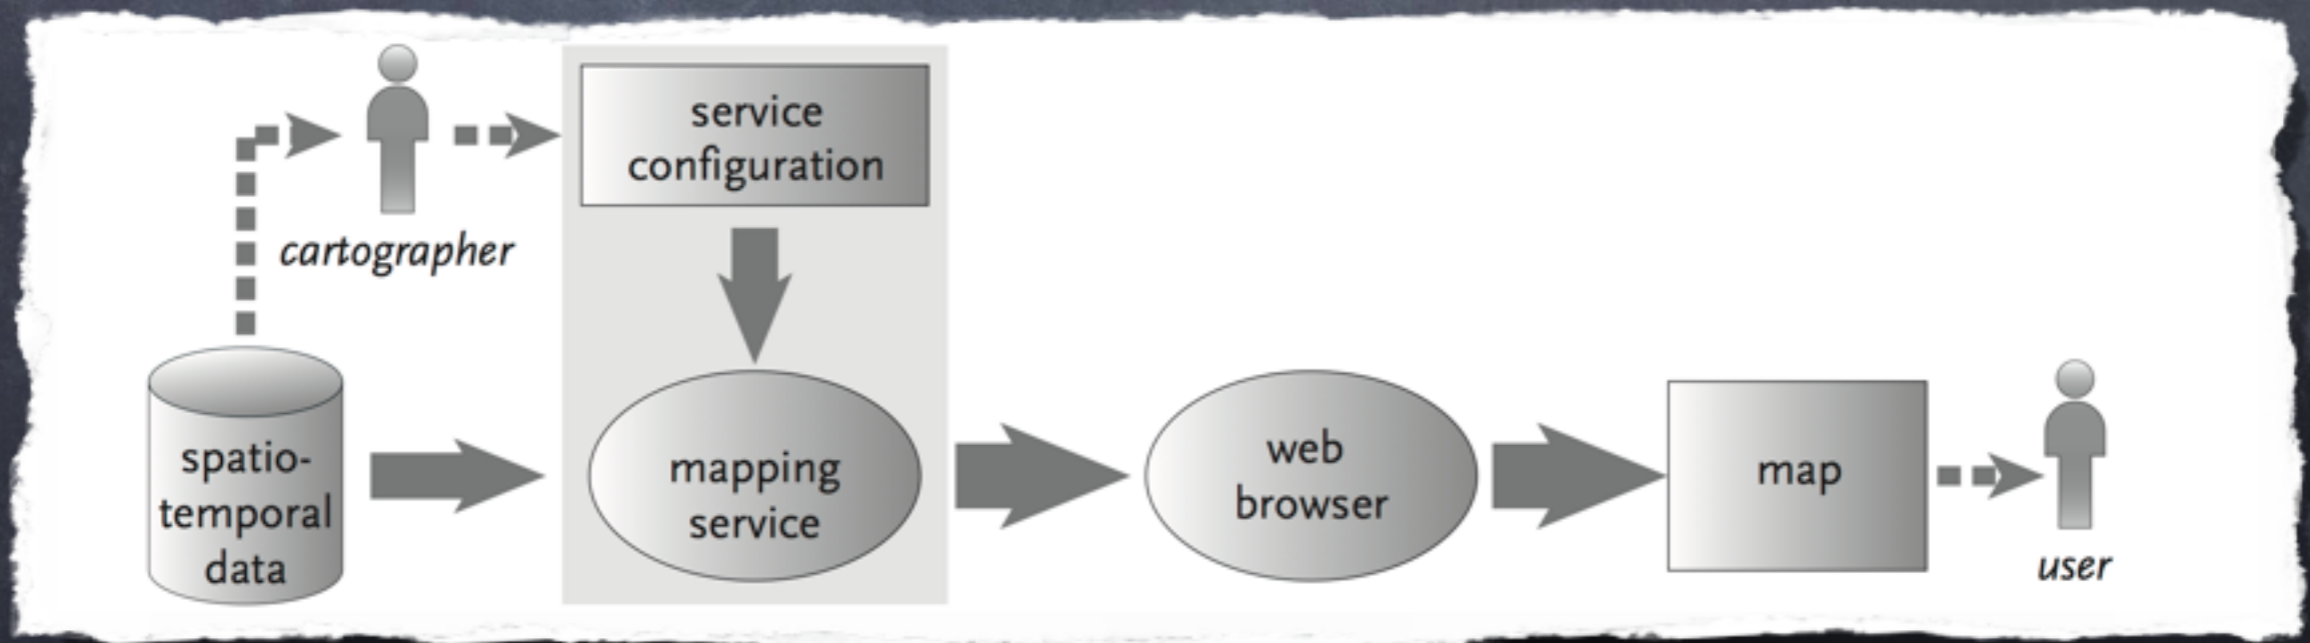 service
configuration
cartographer
spatio-
temporal
data
mapping
service
web
browser
map
user